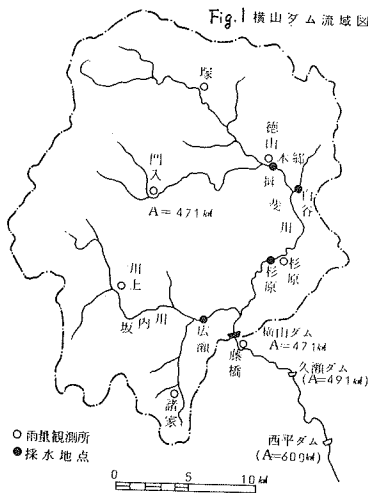 Fig.1 横山ダム流域図
塚
徳山
本郷
門入
A=471㎢
揖斐川
白谷
川上
杉原
杉原
坂内川
広瀬
横山ダム
A=471㎢
藤橋
久瀬ダム
(A=491㎢)
諸家
○雨量観測所
●採水地点
西平ダム
(A=600㎢)
0 5 10㎞